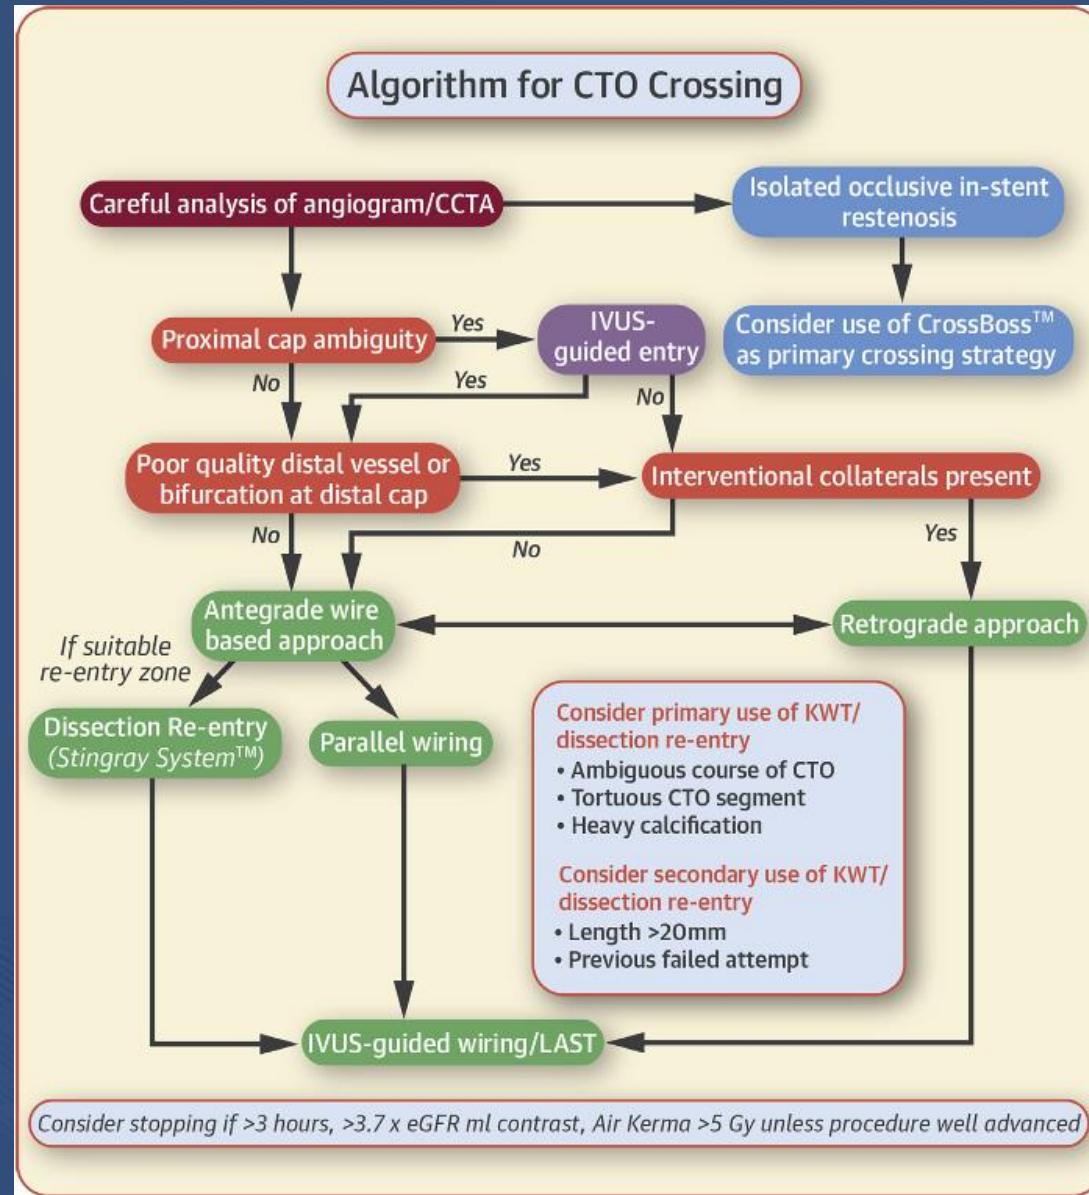 Algorithm for CTO Crossing
Careful analysis of angiogram/CCTA
Isolated occlusive in-stent
restenosis
Proximal cap ambiguity
Yes
IVUS-
guided entry
Consider use of CrossBoss™
as primary crossing strategy
No
Yes
No
Poor quality distal vessel or
bifurcation at distal cap
Yes
Interventional collaterals present
No
No
Yes
Antegrade wire
based approach
Retrograde approach
If suitable
re-entry zone
Dissection Re-entry
(Stingray System™)
Parallel wiring
Consider primary use of KWT/
dissection re-entry
• Ambiguous course of CTO
• Tortuous CTO segment
• Heavy calcification
Consider secondary use of KWT/
dissection re-entry
• Length >20mm
• Previous failed attempt
IVUS-guided wiring/LAST
Consider stopping if >3 hours, >3.7 x eGFR ml contrast, Air Kerma >5 Gy unless procedure well advanced